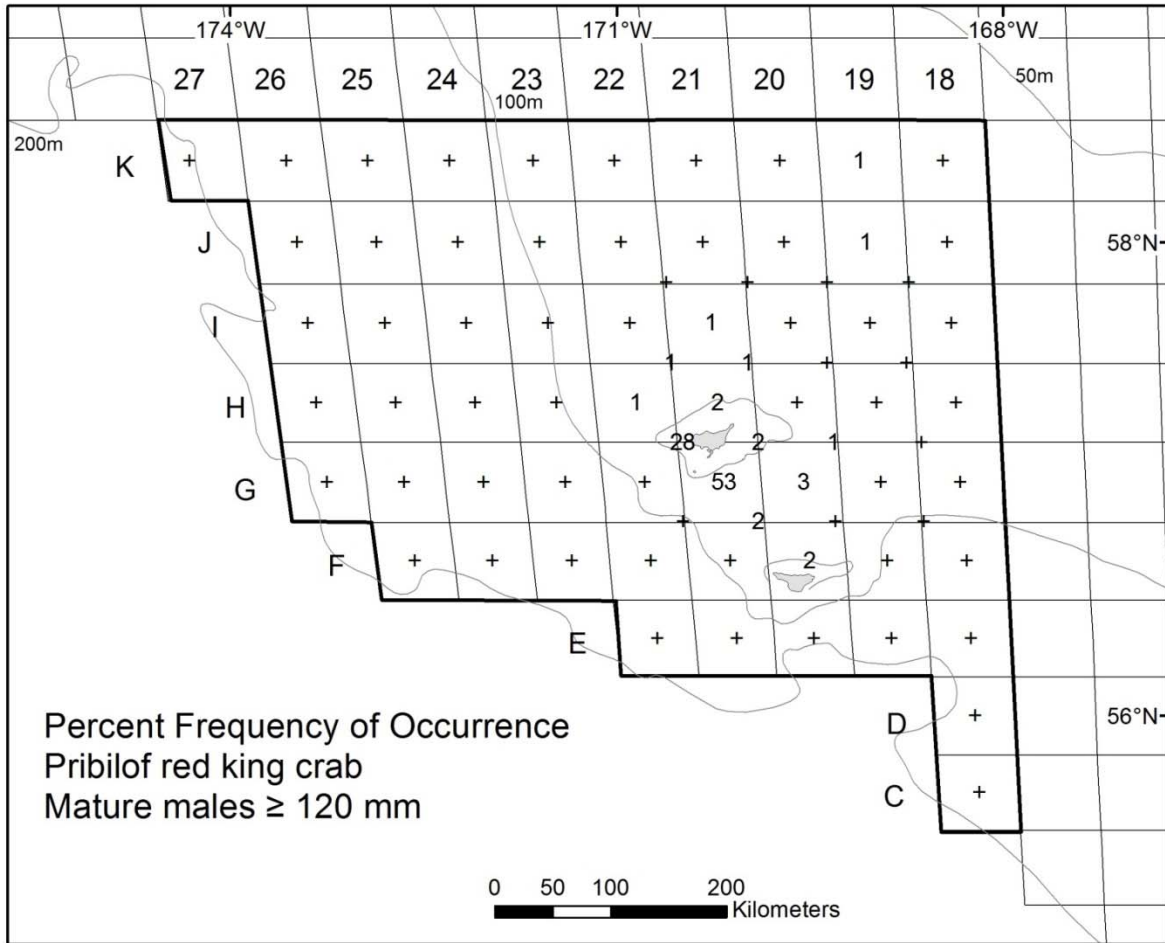 174°W 171°W 168°W
27 26 25 24 23 22 21 20 19 18 50m
100m
200m
K + + + + + + + + 1 +
J + + + + + + + 1 + 58°N
+ + + +
I + + + + + 1 + + +
1 1 + +
H + + + + 1 2 + + +
28 2 1 +
G + + + + + 53 3 + +
+ 2 + +
F + + + + + 2 + +
E + + + + +
D + 56°N
C +
Percent Frequency of Occurrence
Pribilof red king crab
Mature males ≥ 120 mm
0 50 100 200
Kilometers